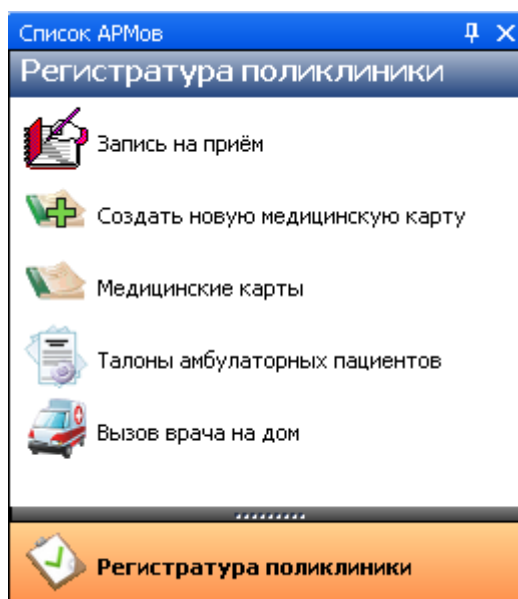 Список АРМов
Регистратура поликлиники
Запись на приём
Создать новую медицинскую карту
Медицинские карты
Талоны амбулаторных пациентов
Вызов врача на дом
Регистратура поликлиники